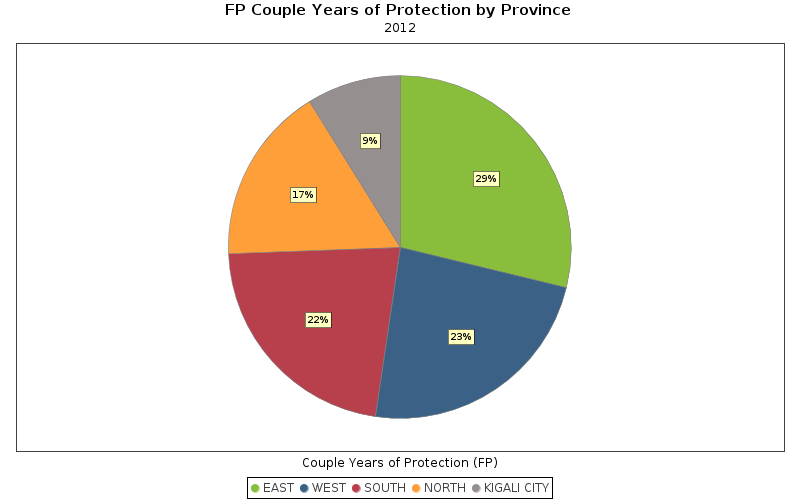 FP Couple Years of Protection by Province
2012
9%
29%
17%
22%
23%
Couple Years of Protection (FP)
EAST WEST SOUTH NORTH KIGALI CITY